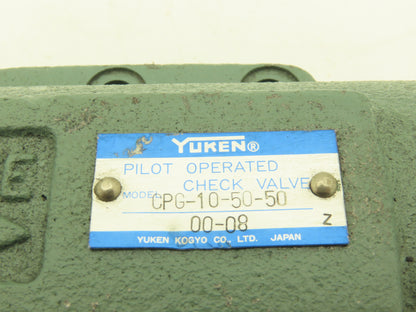 YUKEN®
PILOT OPERATED
MODEL CHECK VALVE
CPG-10-50-50
00-08 Z
YUKEN KOGYO CO., LTD. JAPAN